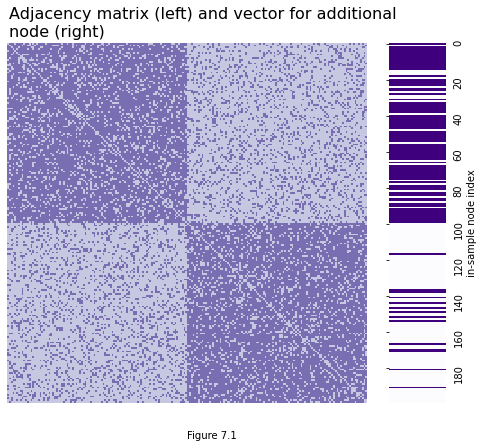 Adjacency matrix (left) and vector for additional
node (right)
0
20
40
60
80
100
120
140
160
180
in-sample node index
Figure 7.1